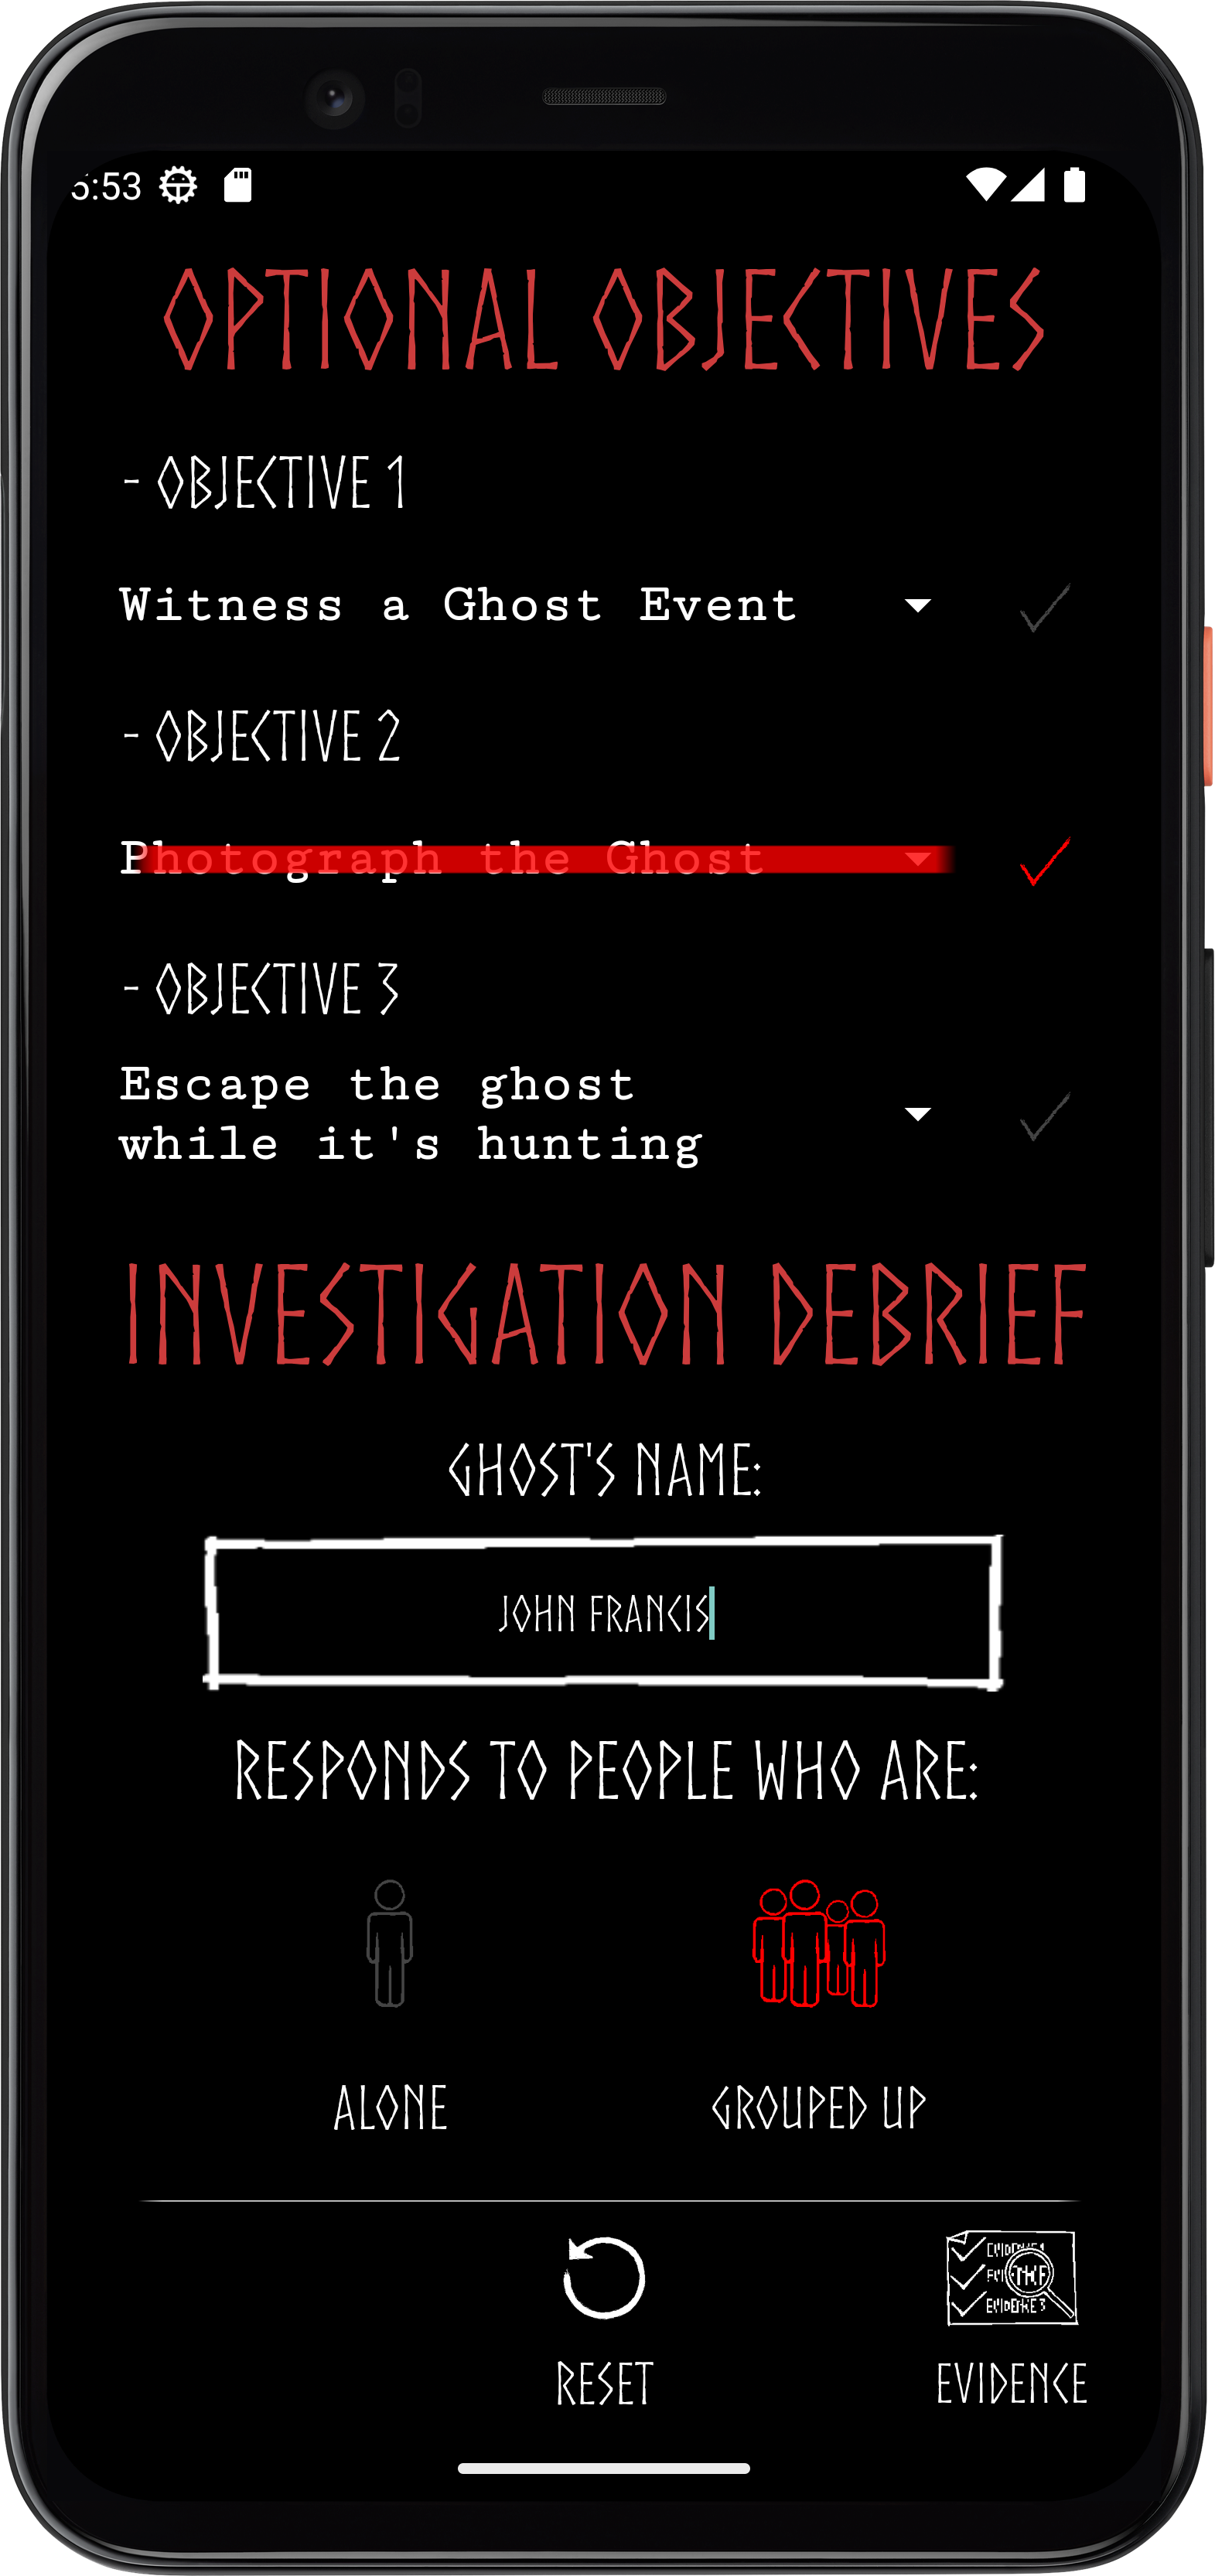 5:53
OPTIONAL OBJECTIVES
- OBJECTIVE 1
Witness a Ghost Event
- OBJECTIVE 2
Photograph the Ghost
- OBJECTIVE 3
Escape the ghost
while it's hunting
INVESTIGATION DEBRIEF
GHOST'S NAME:
JOHN FRANCIS
RESPONDS TO PEOPLE WHO ARE:
ALONE
GROUPED UP
EVIDENCE 3
RESET
EVIDENCE